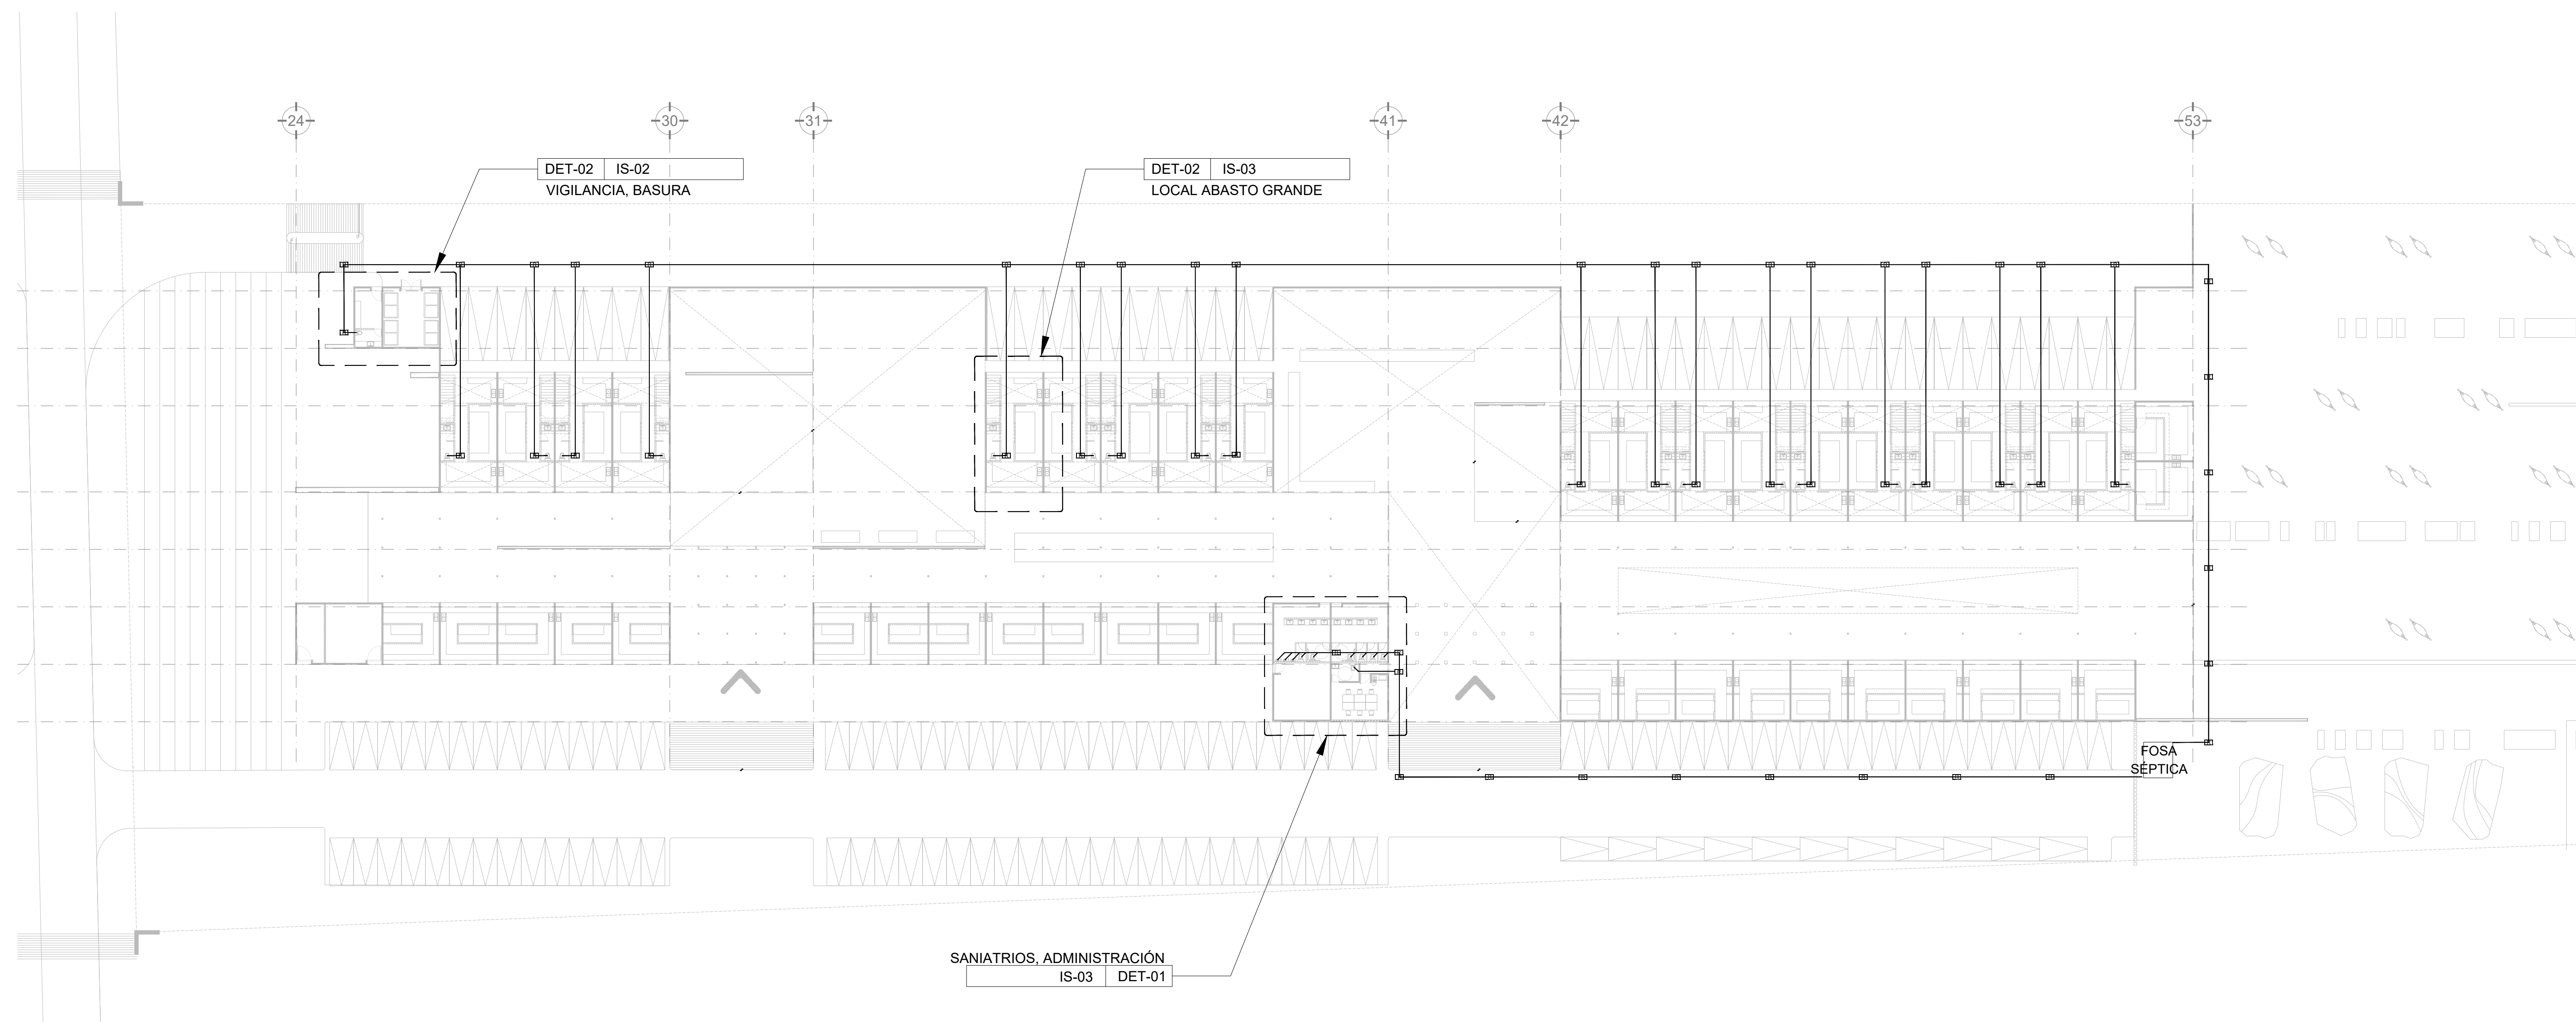 24
30
31
41
42
53
DET-02 IS-02
VIGILANCIA, BASURA
DET-02 IS-03
LOCAL ABASTO GRANDE
FOSA
SÉPTICA
SANIATRIOS, ADMINISTRACIÓN
IS-03 DET-01